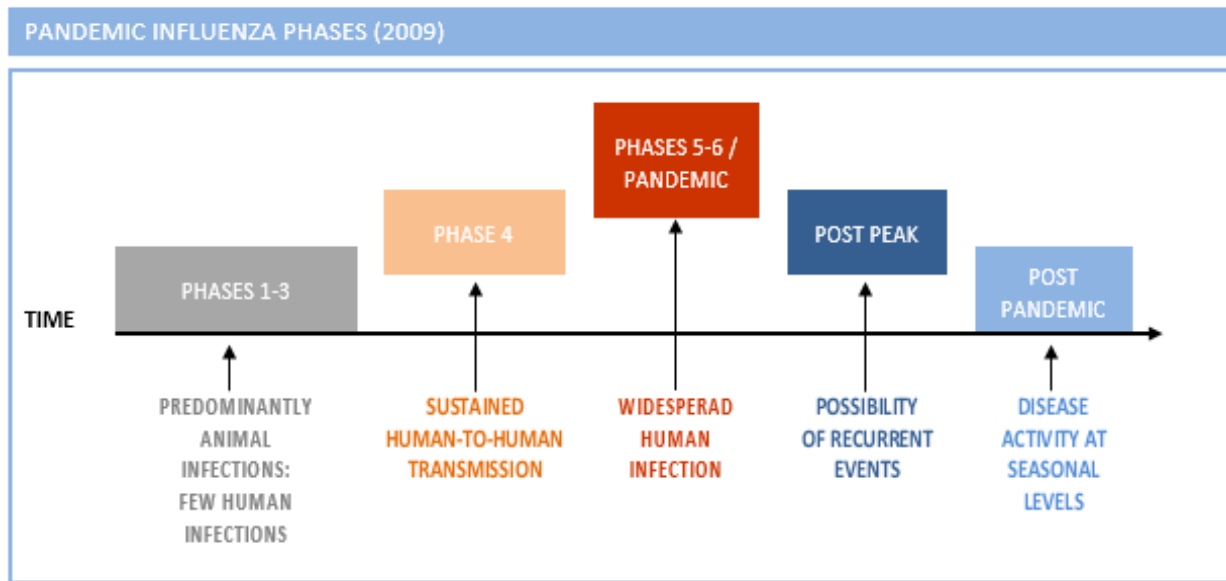 PANDEMIC INFLUENZA PHASES (2009)
PHASES 5-6 /
PANDEMIC
PHASE 4
POST PEAK
PHASES 1-3
POST
PANDEMIC
TIME
PREDOMINANTLY
ANIMAL
INFECTIONS:
FEW HUMAN
INFECTIONS
SUSTAINED
HUMAN-TO-HUMAN
TRANSMISSION
WIDESPERAD
HUMAN
INFECTION
POSSIBILITY
OF RECURRENT
EVENTS
DISEASE
ACTIVITY AT
SEASONAL
LEVELS